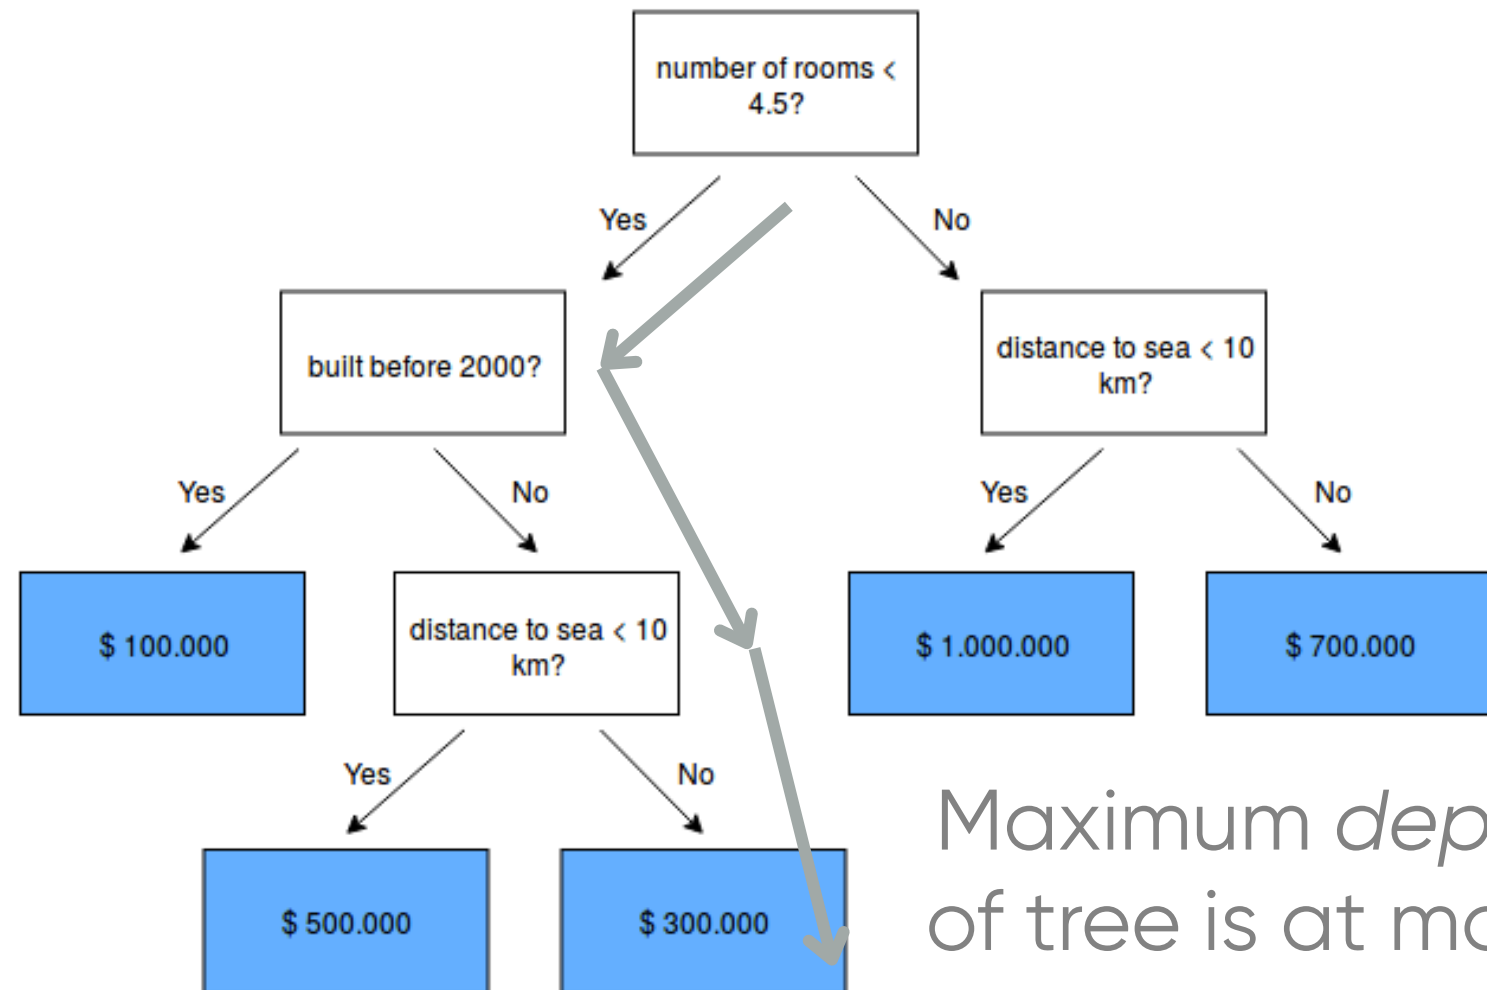 number of rooms <
4.5?
Yes
No
built before 2000?
distance to sea < 10
km?
Yes
No
Yes
No
$ 100.000
distance to sea < 10
km?
$ 1.000.000
$ 700.000
Yes
No
Maximum dep
of tree is at mo
$ 500.000
$ 300.000